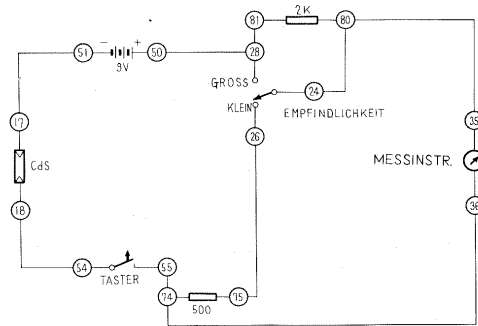 2K
81
80
51
- +
50
28
9V
GROSS
24
KLEIN
EMPFINDLICHKEIT
17
26
35
CdS
MESSINSTR.
18
36
54
55
TASTER
74
75
500